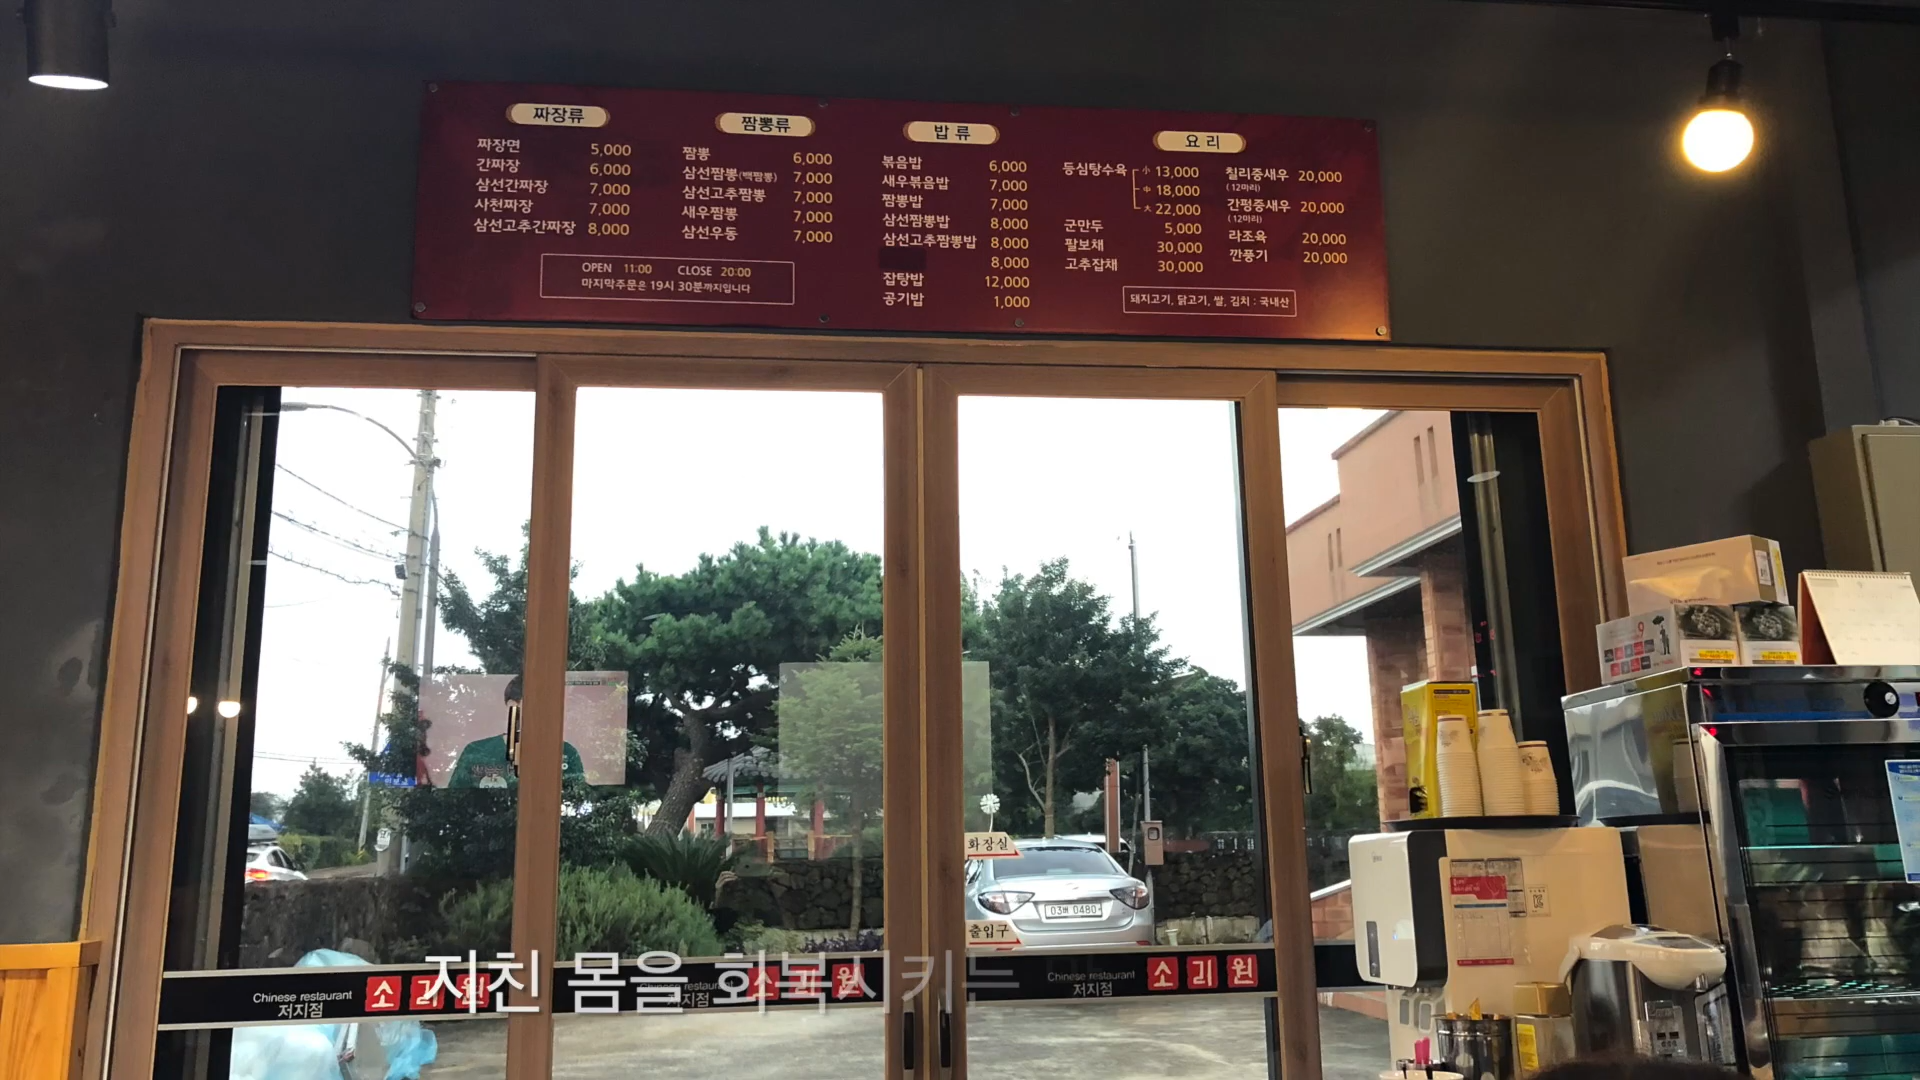 짜장류
짜장면 5,000
간짜장 6,000
삼선간짜장 7,000
사천짜장 7,000
삼선고추간짜장 8,000
OPEN 11:00 CLOSE 20:00
마지막주문은 19시 30분까지입니다
짬뽕류
짬뽕 6,000
삼선짬뽕(백짬뽕) 7,000
삼선고추짬뽕 7,000
새우짬뽕 7,000
삼선우동 7,000
밥류
볶음밥 6,000
새우볶음밥 7,000
짬뽕밥 7,000
삼선짬뽕밥 8,000
삼선고추짬뽕밥 8,000
8,000
잡탕밥 12,000
공기밥 1,000
요리
등심탕수육 小 13,000
中 18,000
大 22,000
군만두 5,000
팔보채 30,000
고추잡채 30,000
칠리중새우 20,000
(12마리)
간평중새우 20,000
(12마리)
라조육 20,000
깐풍기 20,000
돼지고기, 닭고기, 쌀, 김치 : 국내산
화장실
03버 0480
출입구
Chinese restaurant
저지점
소리원
Chinese restaurant
저지점
소리원
Chinese restaurant
저지점
소리원
지친 몸을 회복시키는